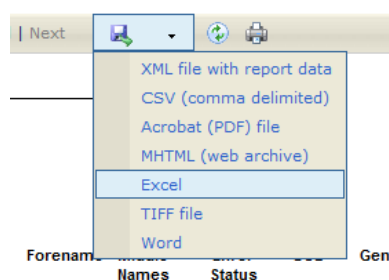 | Next
XML file with report data
CSV (comma delimited)
Acrobat (PDF) file
MHTML (web archive)
Excel
TIFF file
Word
Forename
Names Status